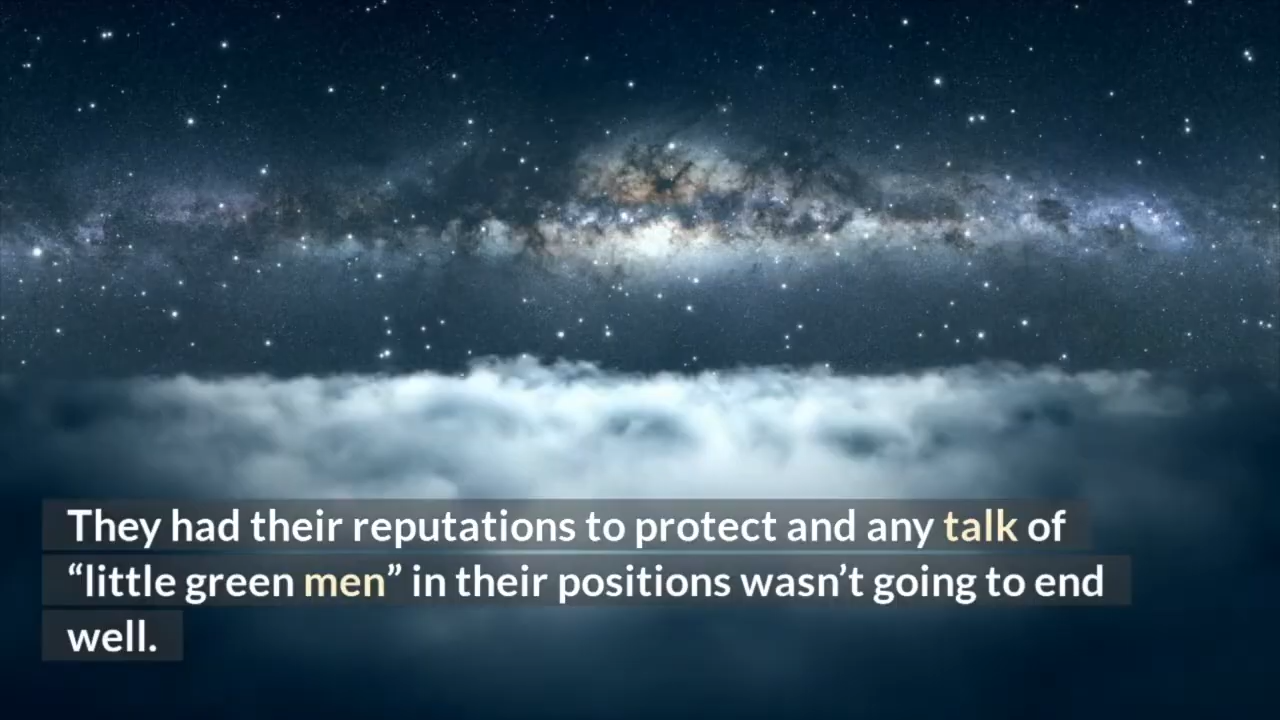 They had their reputations to protect and any talk of
“little green men” in their positions wasn’t going to end
well.